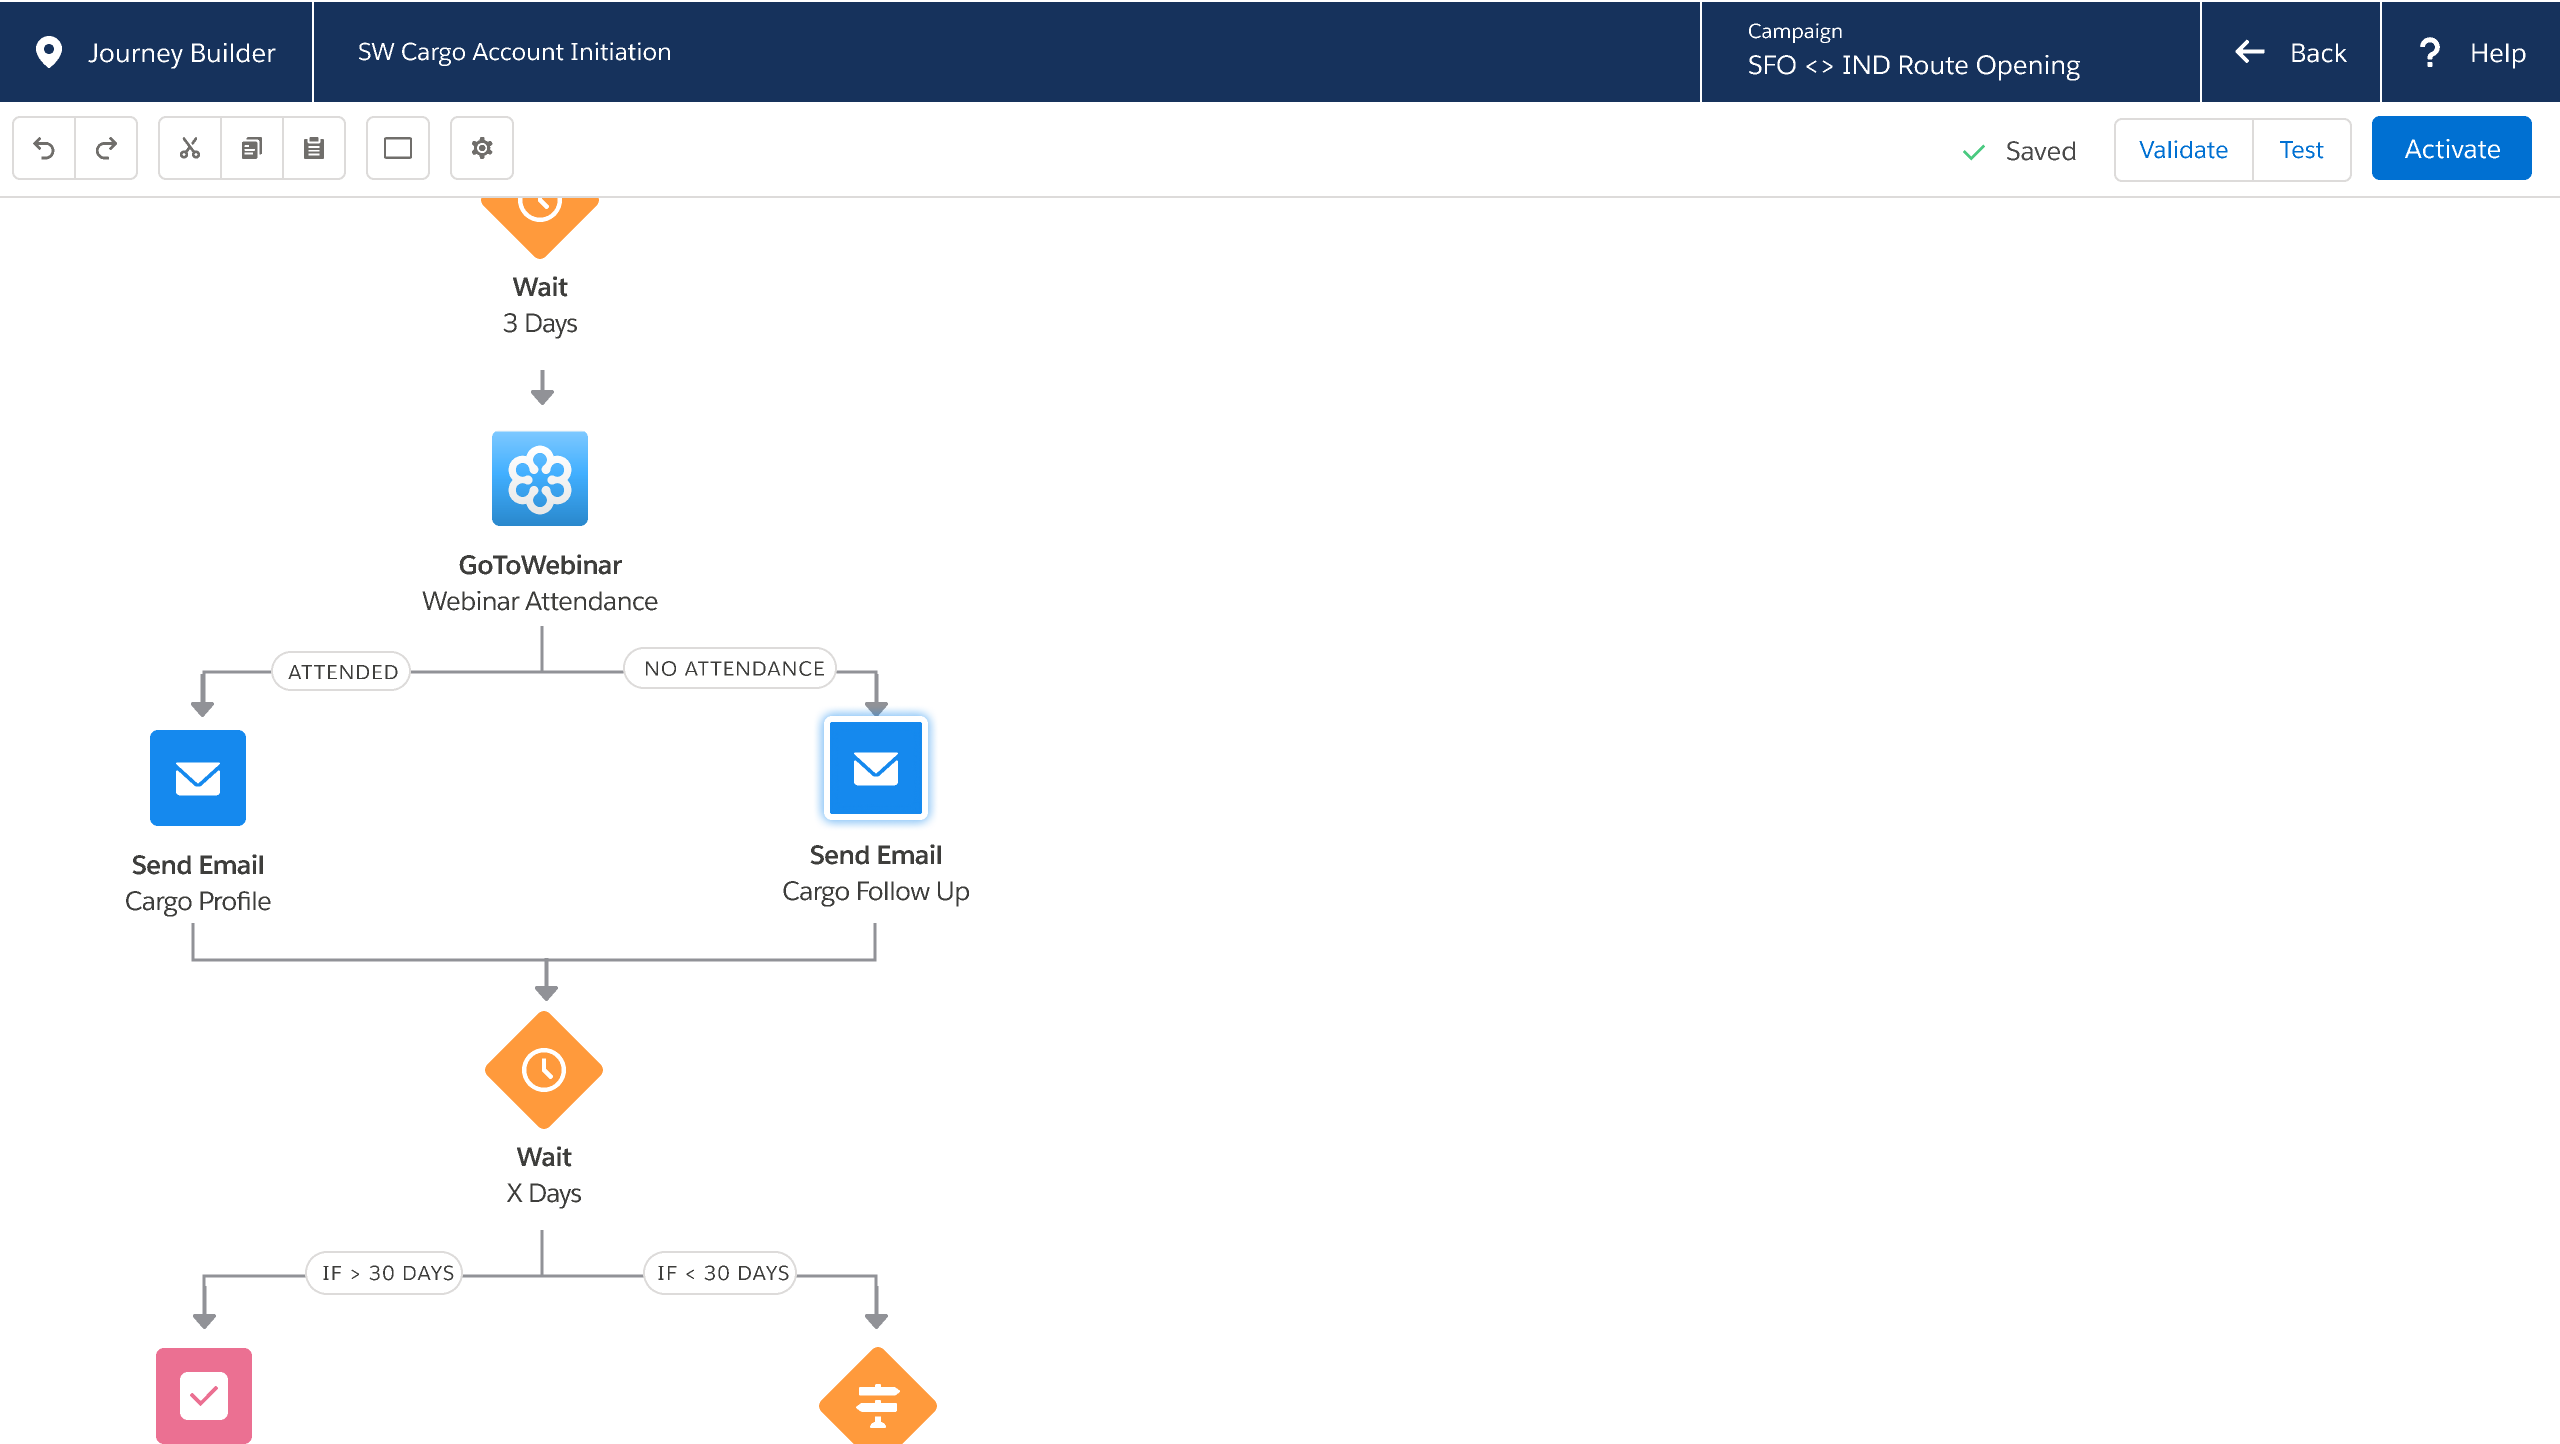 Journey Builder
SW Cargo Account Initiation
Campaign
SFO <> IND Route Opening
Back
? Help
Saved
Validate
Test
Activate
Wait
3 Days
GoToWebinar
Webinar Attendance
ATTENDED
NO ATTENDANCE
Send Email
Cargo Profile
Send Email
Cargo Follow Up
Wait
X Days
IF > 30 DAYS
IF < 30 DAYS